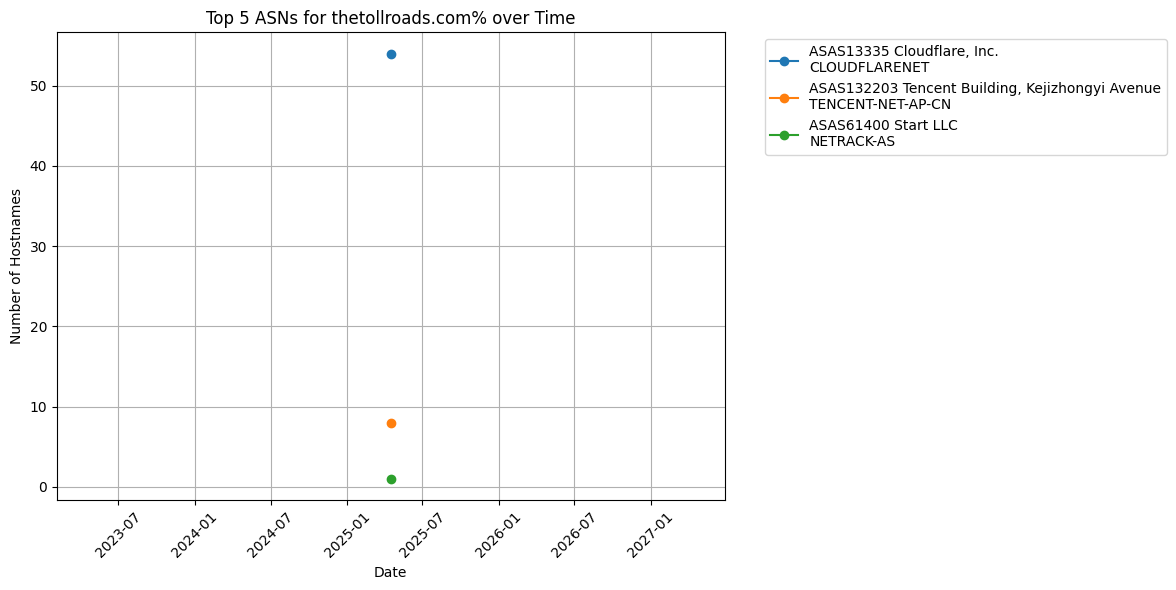 Top 5 ASNs for thetollroads.com% over Time
ASAS13335 Cloudflare, Inc.
CLOUDFLARENET
ASAS132203 Tencent Building, Kejizhongyi Avenue
TENCENT-NET-AP-CN
ASAS61400 Start LLC
NETRACK-AS
Number of Hostnames
50
40
30
20
10
0
2023-07
2024-01
2024-07
2025-01
2025-07
2026-01
2026-07
2027-01
Date